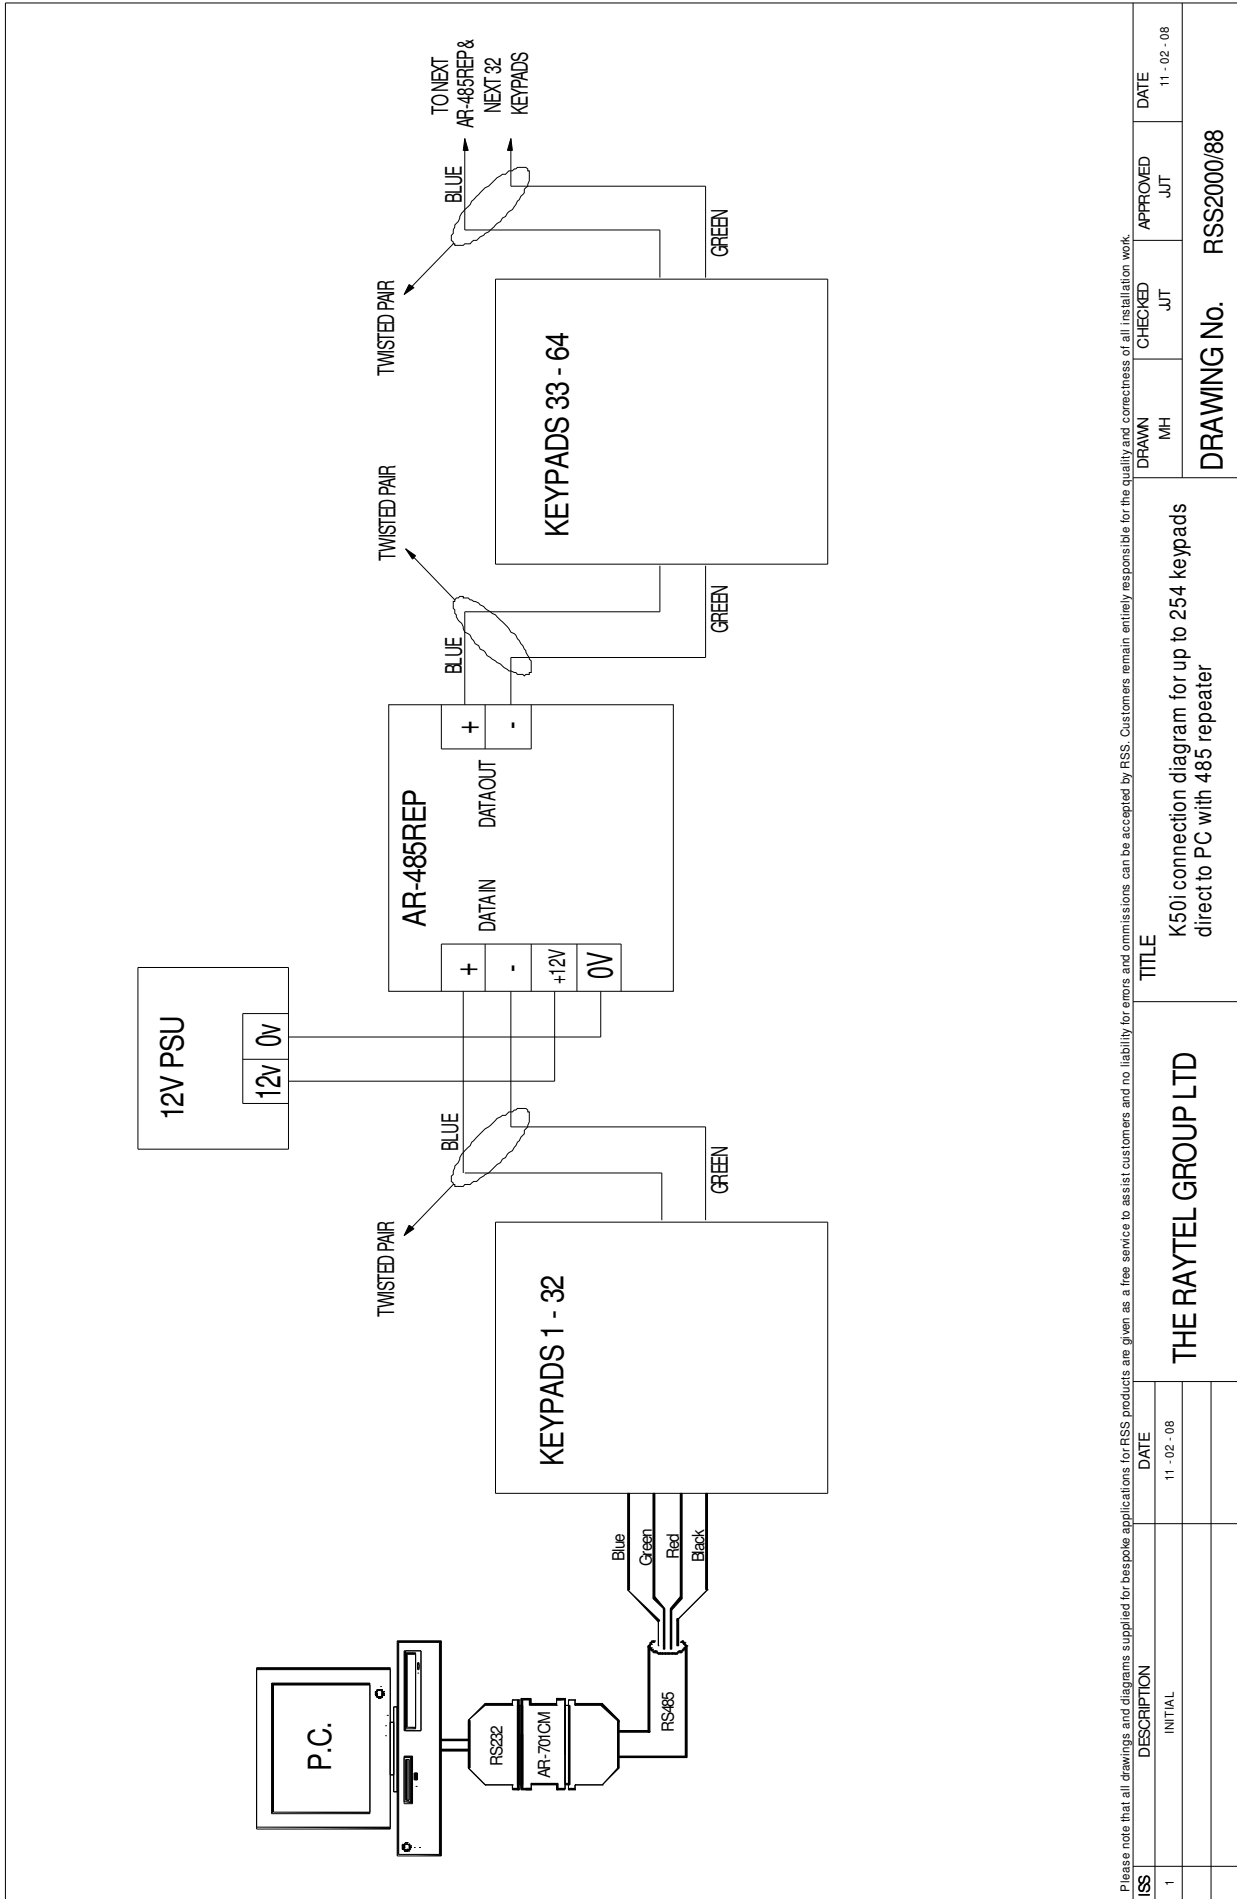 P.C.
RS232
AR-701CM
RS485
Blue
Green
Red
Black
KEYPADS 1 - 32
TWISTED PAIR
BLUE
GREEN
12V PSU
12v
0v
AR-485REP
DATA IN
DATA OUT
+
-
+12V
0V
+
-
BLUE
GREEN
TWISTED PAIR
KEYPADS 33 - 64
TWISTED PAIR
BLUE
GREEN
TO NEXT
AR-485REP &
NEXT 32
KEYPADS
Please note that all drawings and diagrams supplied for bespoke applications for RSS products are given as a free service to assist customers and no liability for errors and ommissions can be accepted by RSS. Customers remain entirely responsible for the quality and correctness of all installation work.
ISS
DESCRIPTION
DATE
1
INITIAL
11 - 02 - 08
THE RAYTEL GROUP LTD
TITLE
K50i connection diagram for up to 254 keypads
direct to PC with 485 repeater
DRAWN
CHECKED
APPROVED
DATE
MH
JJT
JJT
11 - 02 - 08
DRAWING No. RSS2000/88